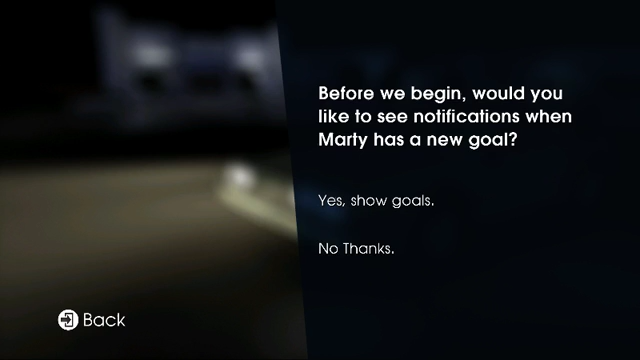 Before we begin, would you
like to see notifications when
Marty has a new goal?
Yes, show goals.
No Thanks.
Back